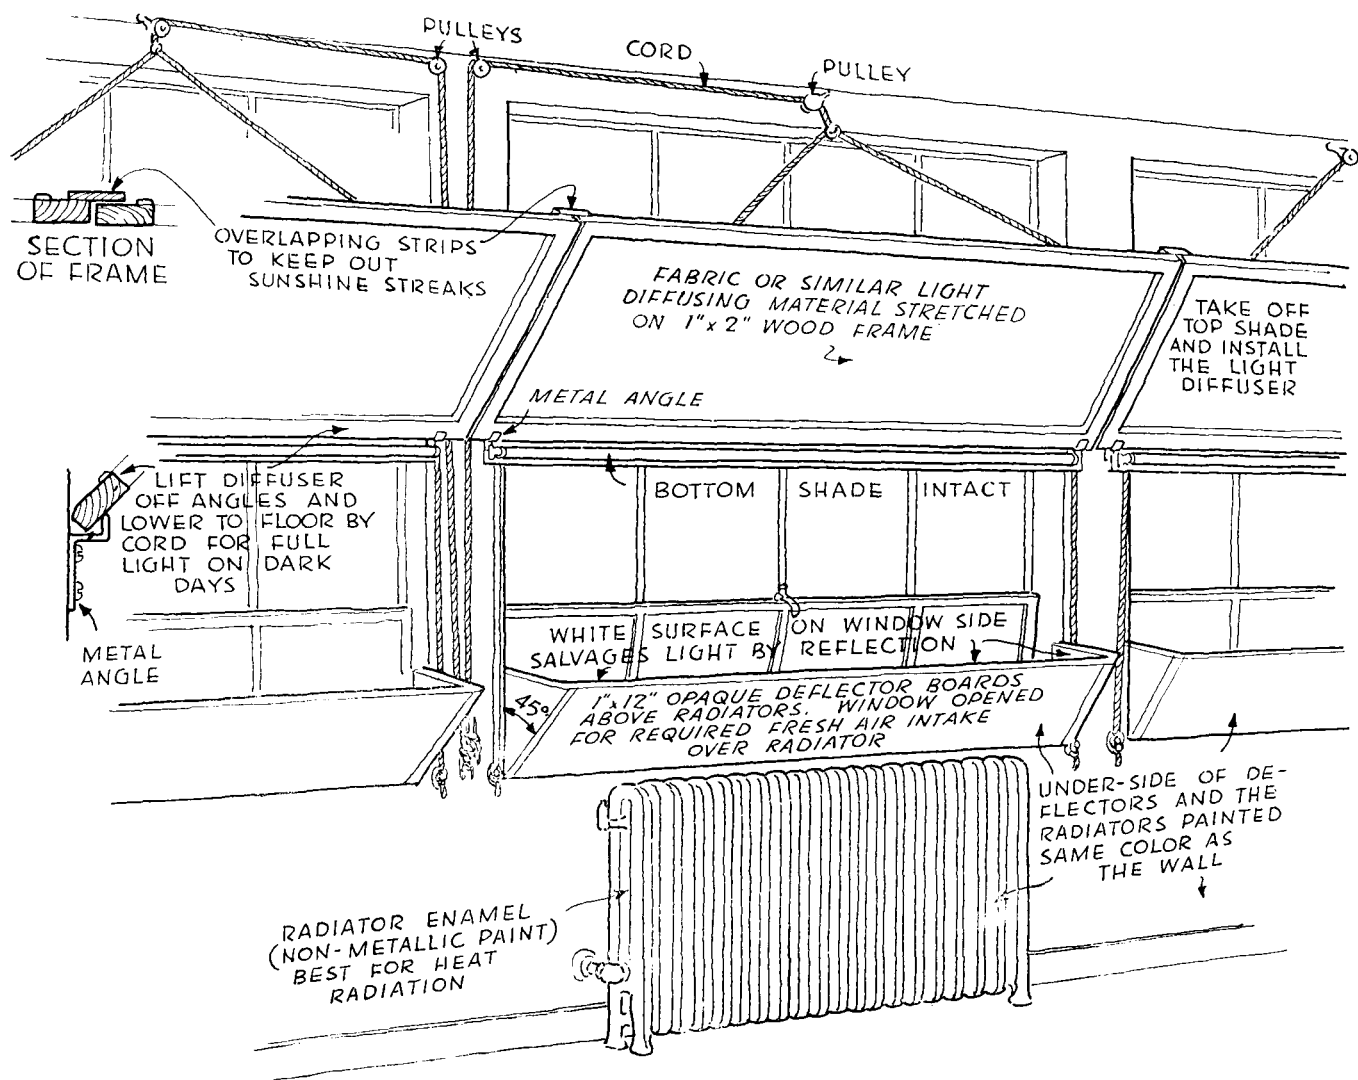 PULLEYS
CORD
PULLEY
SECTION
OF FRAME
OVERLAPPING STRIPS
TO KEEP OUT
SUNSHINE STREAKS
FABRIC OR SIMILAR LIGHT
DIFFUSING MATERIAL STRETCHED
ON 1"x 2" WOOD FRAME
TAKE OFF
TOP SHADE
AND INSTALL
THE LIGHT
DIFFUSER
METAL ANGLE
LIFT DIFFUSER
OFF ANGLES AND
LOWER TO FLOOR BY
CORD FOR FULL
LIGHT ON DARK
DAYS
BOTTOM SHADE INTACT
METAL
ANGLE
WHITE SURFACE ON WINDOW SIDE
SALVAGES LIGHT BY REFLECTION
45°
1"x12" OPAQUE DEFLECTOR BOARDS
ABOVE RADIATORS. WINDOW OPENED
FOR REQUIRED FRESH AIR INTAKE
OVER RADIATOR
UNDER-SIDE OF DE-
FLECTORS AND THE
RADIATORS PAINTED
SAME COLOR AS
THE WALL
RADIATOR ENAMEL
(NON-METALLIC PAINT)
BEST FOR HEAT
RADIATION